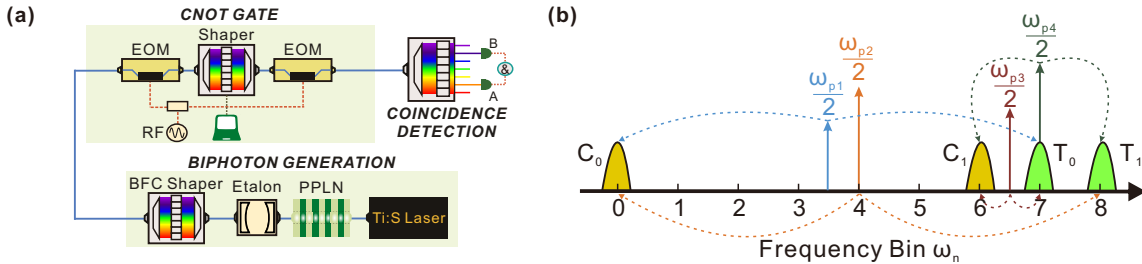 (a)
CNOT GATE
Shaper
EOM
EOM
RF
B
&
A
COINCIDENCE
DETECTION
BIPHOTON GENERATION
BFC Shaper
Etalon
PPLN
Ti:S Laser
(b)
ωp1
2
ωp2
2
ωp3
2
ωp4
2
C0
C1
T0
T1
0 1 2 3 4 5 6 7 8
Frequency Bin ωn